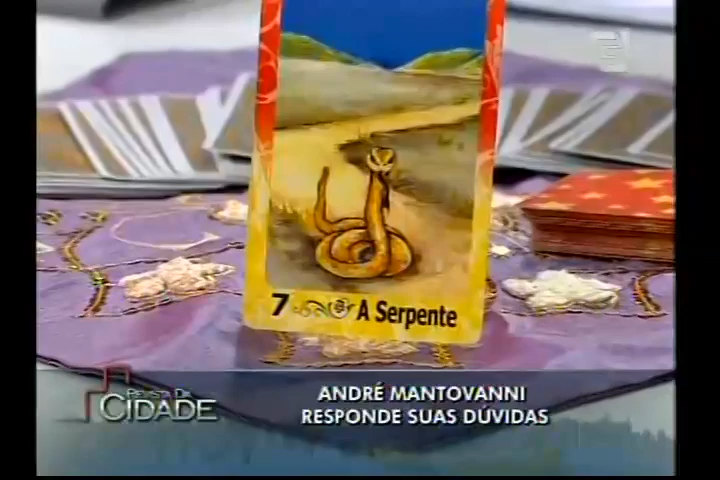 7 A Serpente
REVISTA DA
CIDADE
ANDRÉ MANTOVANNI
RESPONDE SUAS DÚVIDAS